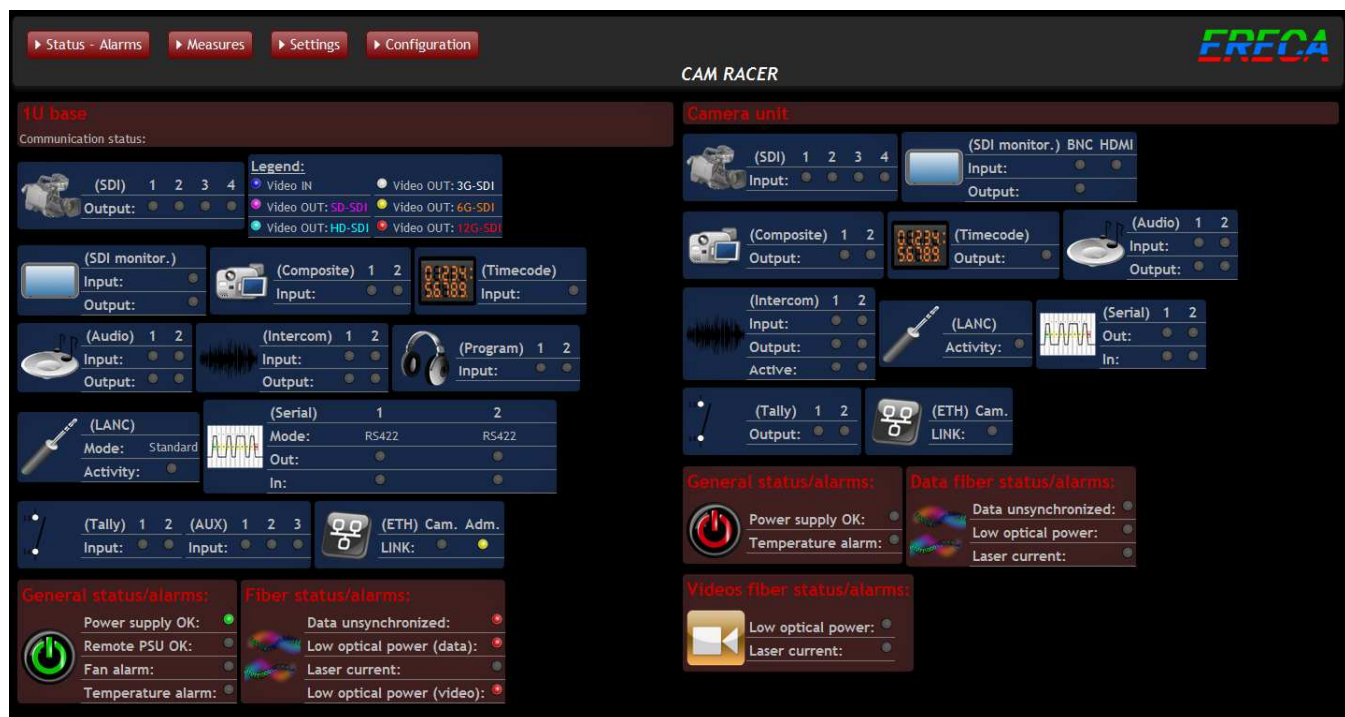 Status - Alarms
Measures
Settings
Configuration
ERECA
CAM RACER
1U base
Communication status:
(SDI) 1 2 3 4
Output:
Legend:
Video IN
Video OUT: 3G-SDI
Video OUT: SD-SDI
Video OUT: 6G-SDI
Video OUT: HD-SDI
Video OUT: 12G-SDI
(SDI monitor.)
Input:
Output:
(Composite) 1 2
Input:
01234:
56789.
(Timecode)
Input:
(Audio) 1 2
Input:
Output:
(Intercom) 1 2
Input:
Output:
(Program) 1 2
Input:
(LANC)
Mode: Standard
Activity:
(Serial) 1 2
Mode: RS422 RS422
Out:
In:
(Tally) 1 2 (AUX) 1 2 3
Input: Input:
(ETH) Cam. Adm.
LINK:
General status/alarms:
Power supply OK:
Remote PSU OK:
Fan alarm:
Temperature alarm:
Fiber status/alarms:
Data unsynchronized:
Low optical power (data):
Laser current:
Low optical power (video):
Camera unit
(SDI) 1 2 3 4
Input:
(SDI monitor.) BNC HDMI
Input:
Output:
(Composite) 1 2
Output:
01234:
56789.
(Timecode)
Output:
(Audio) 1 2
Input:
Output:
(Intercom) 1 2
Input:
Output:
Active:
(LANC)
Activity:
(Serial) 1 2
Out:
In:
(Tally) 1 2
Output:
(ETH) Cam.
LINK:
General status/alarms:
Power supply OK:
Temperature alarm:
Data fiber status/alarms:
Data unsynchronized:
Low optical power:
Laser current:
Videos fiber status/alarms:
Low optical power:
Laser current: